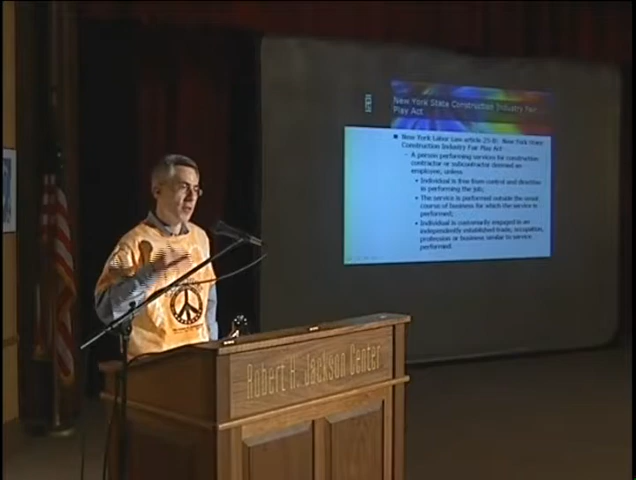 New York State Construction Industry Fair
Play Act
New York Labor Law article 25-B: New York State
Construction Industry Fair Play Act
A person performing services for construction
contractor or subcontractor deemed an
employee, unless
Individual is free from control and direction
in performing the job;
The service is performed outside the usual
course of business for which the service is
performed;
Individual is customarily engaged in an
independently established trade, occupation,
profession or business similar to service
performed.
Robert H. Jackson Center